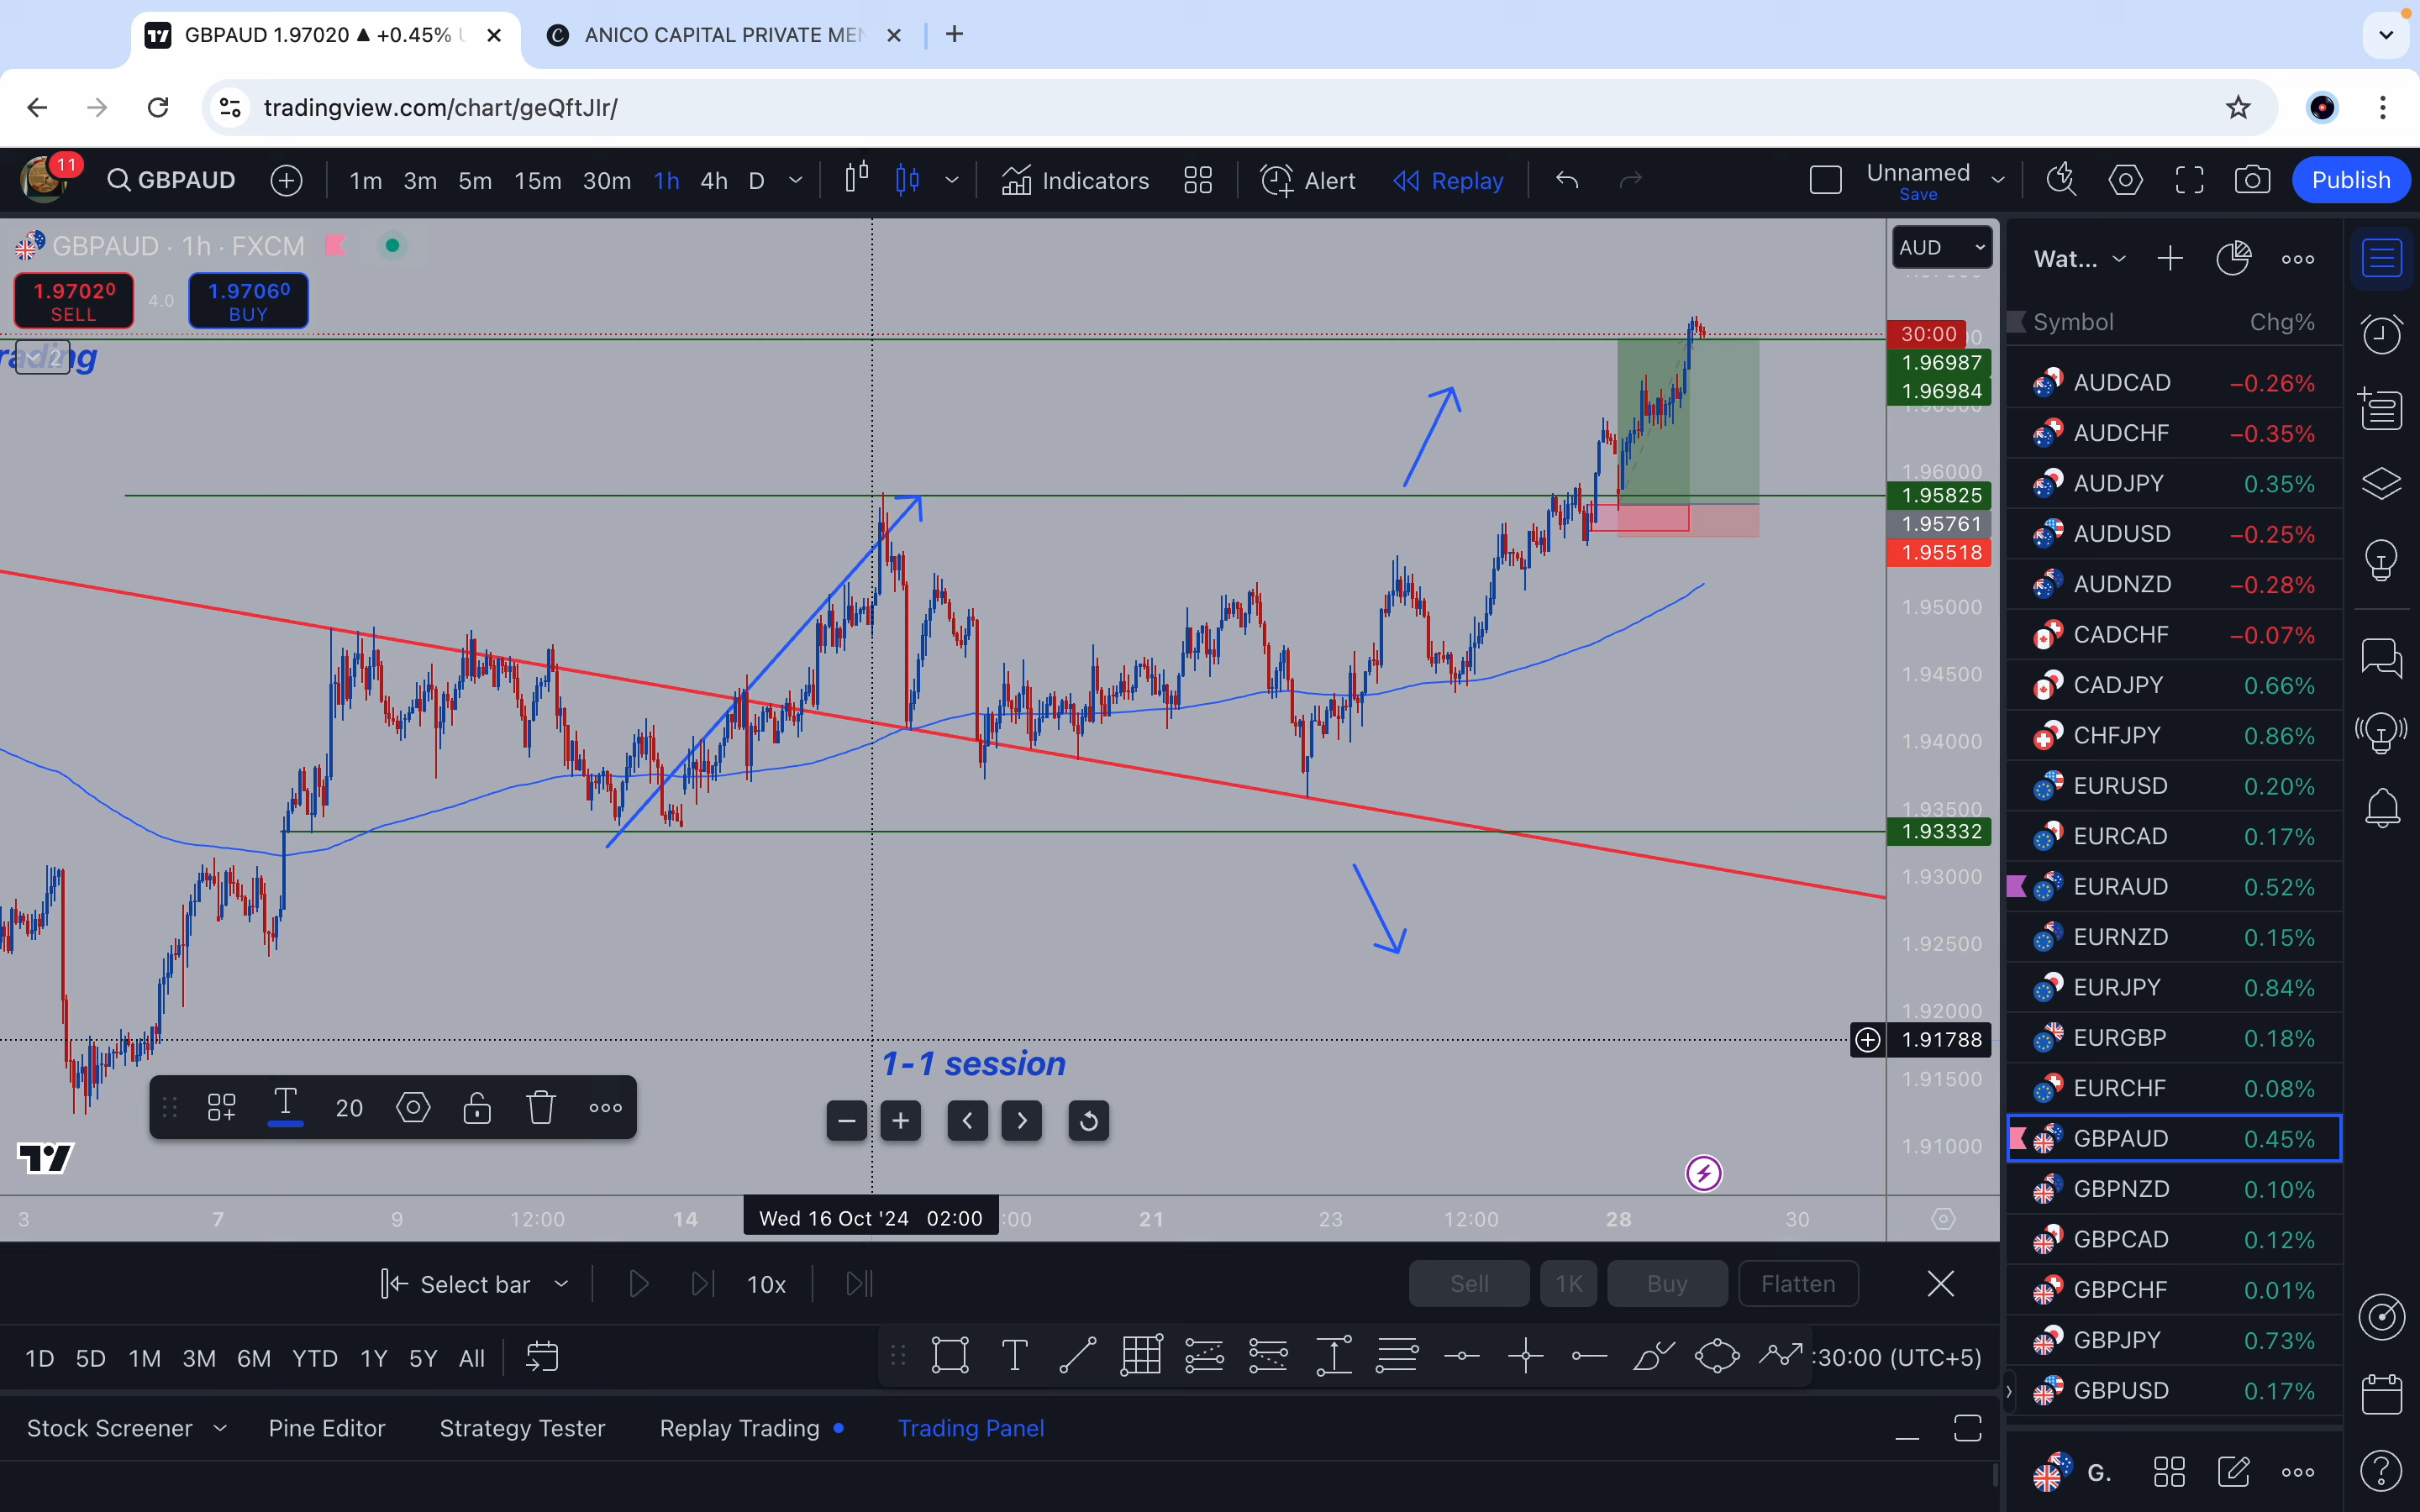 GBPAUD 1.97020 ▲ +0.45% U
ANICO CAPITAL PRIVATE MEN
tradingview.com/chart/geQftJIr/
11
GBPAUD
1m 3m 5m 15m 30m 1h 4h D
Indicators
Alert
Replay
Unnamed
Save
Publish
GBPAUD · 1h · FXCM
1.97020
SELL
4.0
1.97060
BUY
rading
2
AUD
30:00
1.96987
1.96984
1.96000
1.95825
1.95761
1.95518
1.95000
1.94500
1.94000
1.93500
1.93332
1.93000
1.92500
1.92000
1.91788
1.91500
1.91000
1-1 session
20
3 7 9 12:00 14 Wed 16 Oct '24 02:00 :00 21 23 12:00 28 30
Select bar
10x
Sell 1K Buy Flatten
1D 5D 1M 3M 6M YTD 1Y 5Y All
:30:00 (UTC+5)
Stock Screener Pine Editor Strategy Tester Replay Trading Trading Panel
Wat...
Symbol Chg%
AUDCAD −0.26%
AUDCHF −0.35%
AUDJPY 0.35%
AUDUSD −0.25%
AUDNZD −0.28%
CADCHF −0.07%
CADJPY 0.66%
CHFJPY 0.86%
EURUSD 0.20%
EURCAD 0.17%
EURAUD 0.52%
EURNZD 0.15%
EURJPY 0.84%
EURGBP 0.18%
EURCHF 0.08%
GBPAUD 0.45%
GBPNZD 0.10%
GBPCAD 0.12%
GBPCHF 0.01%
GBPJPY 0.73%
GBPUSD 0.17%
G.